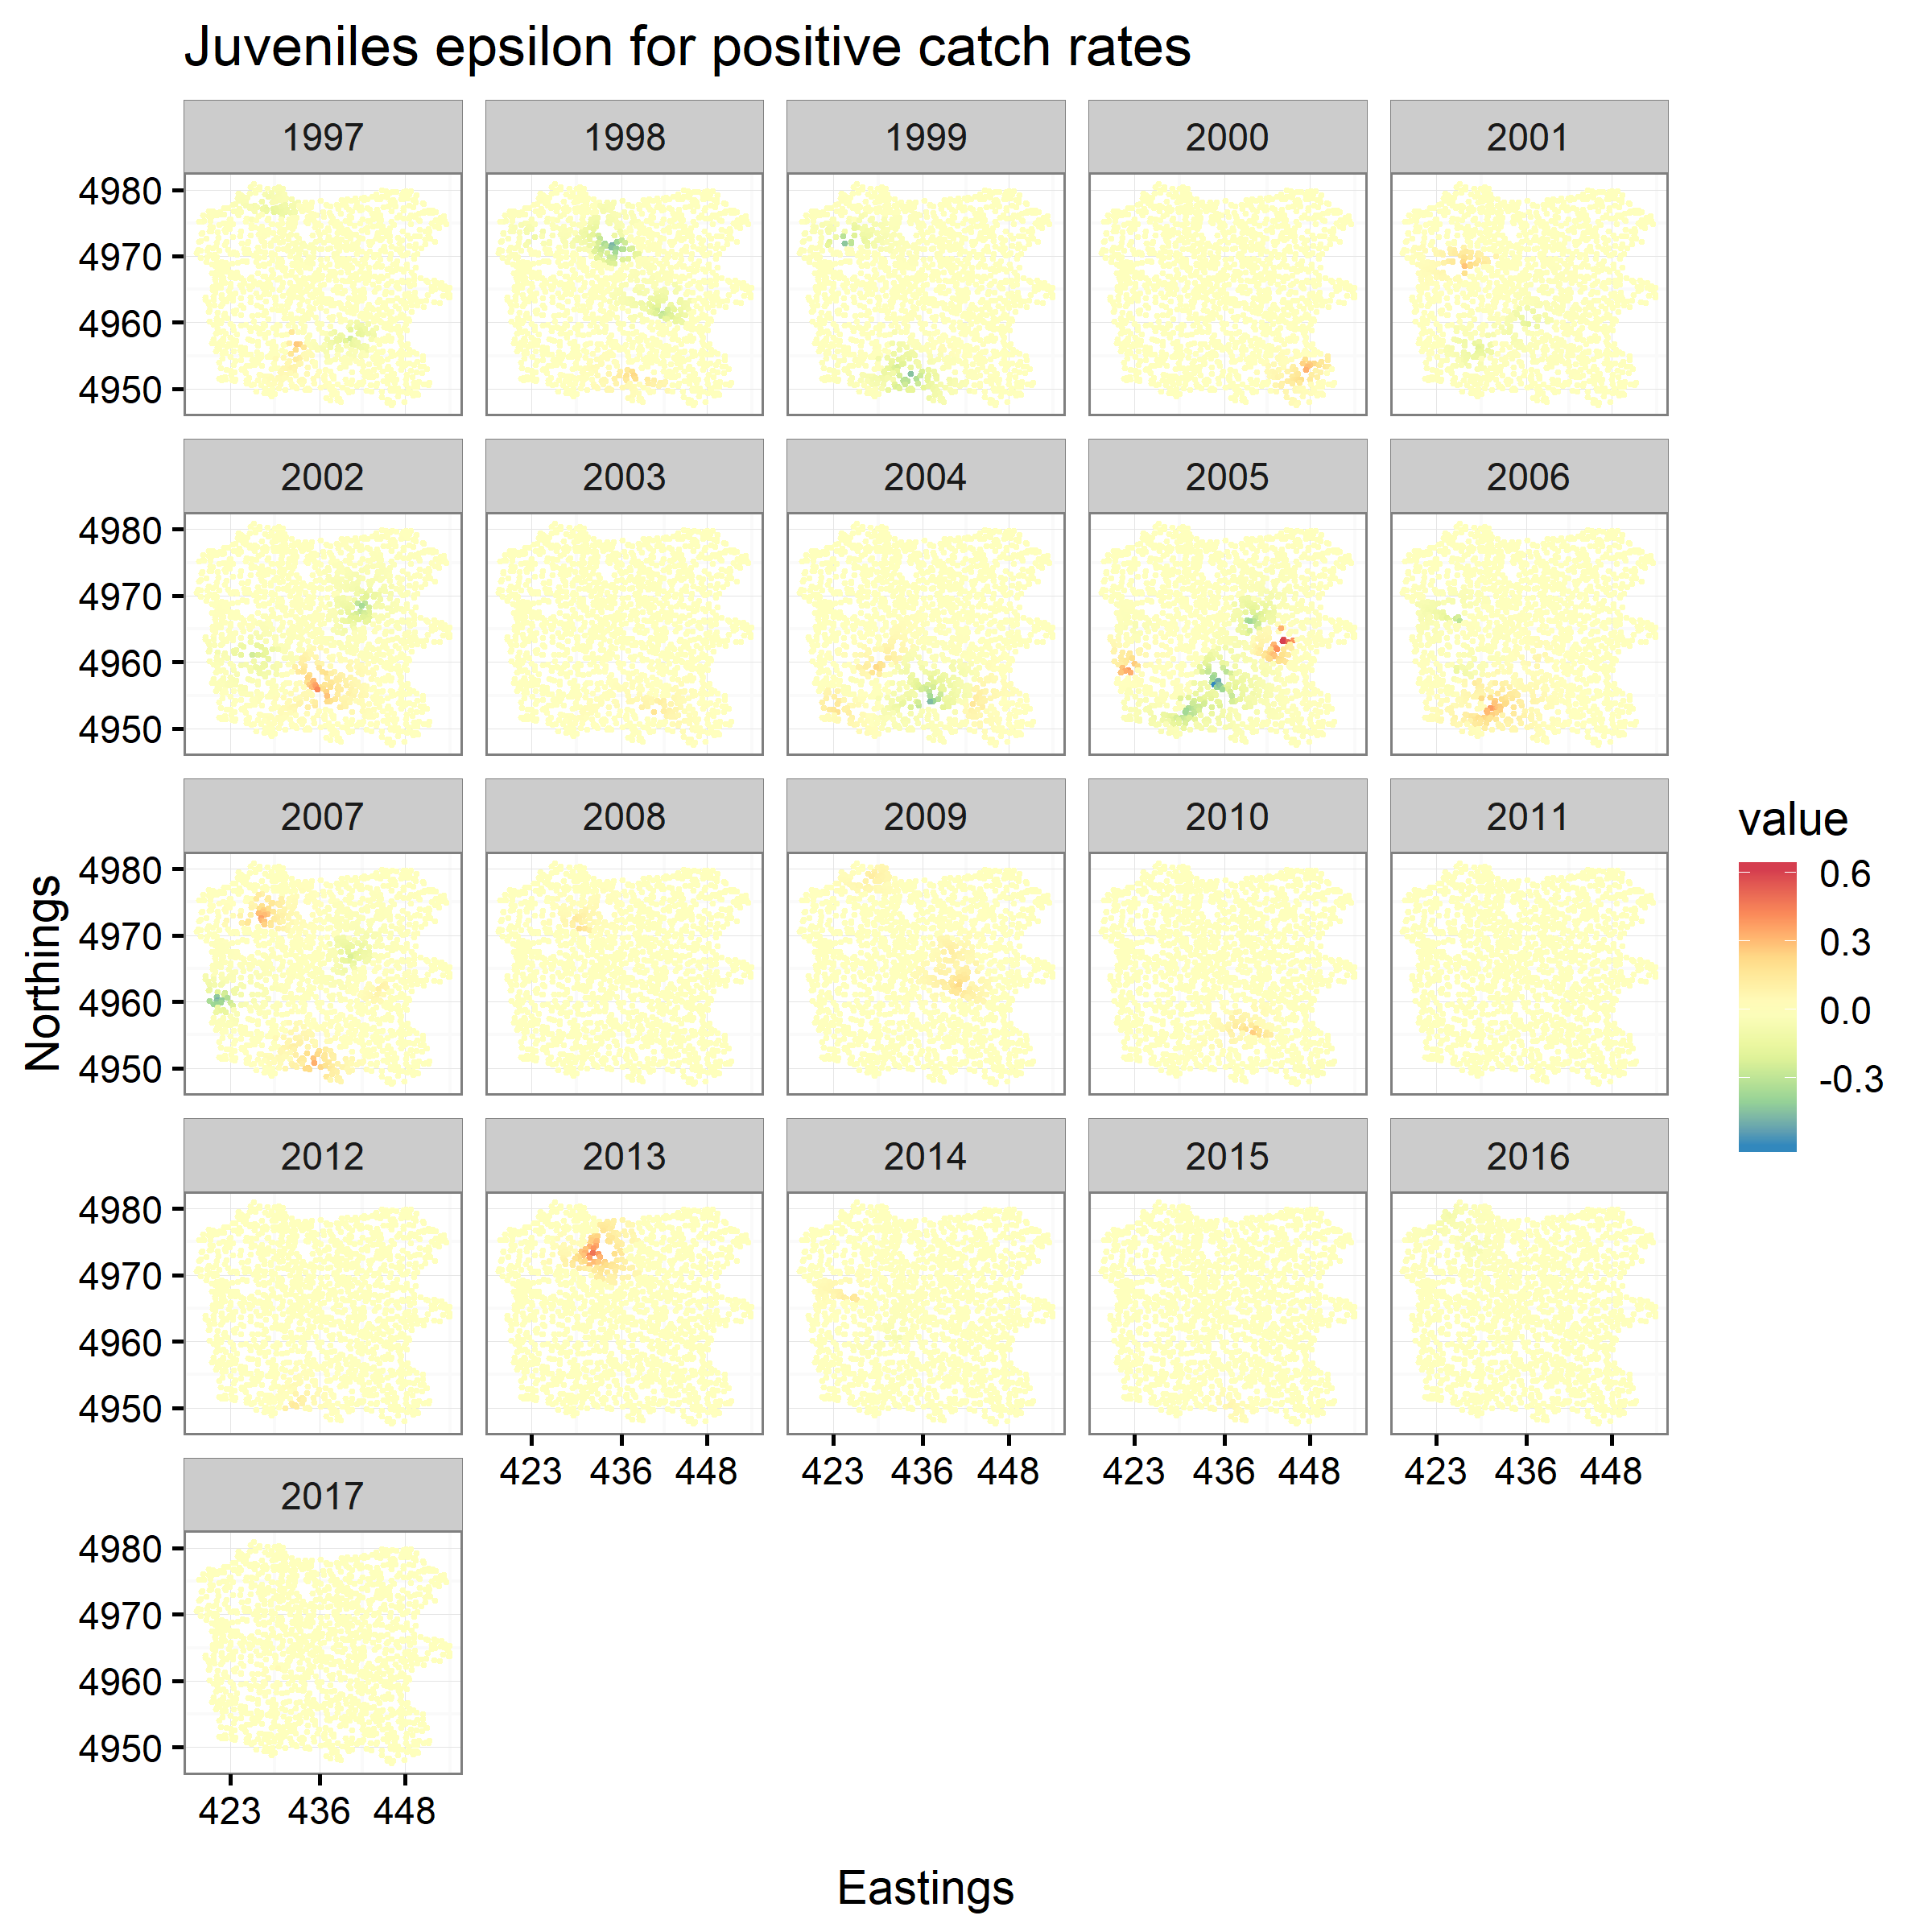 Juveniles epsilon for positive catch rates
1997 1998 1999 2000 2001
4980
4970
4960
4950
2002 2003 2004 2005 2006
4980
4970
4960
4950
2007 2008 2009 2010 2011
4980
4970
4960
4950
2012 2013 2014 2015 2016
4980
4970
4960
4950
423 436 448 423 436 448 423 436 448 423 436 448
2017
4980
4970
4960
4950
423 436 448
Northings
Eastings
value
0.6
0.3
0.0
-0.3